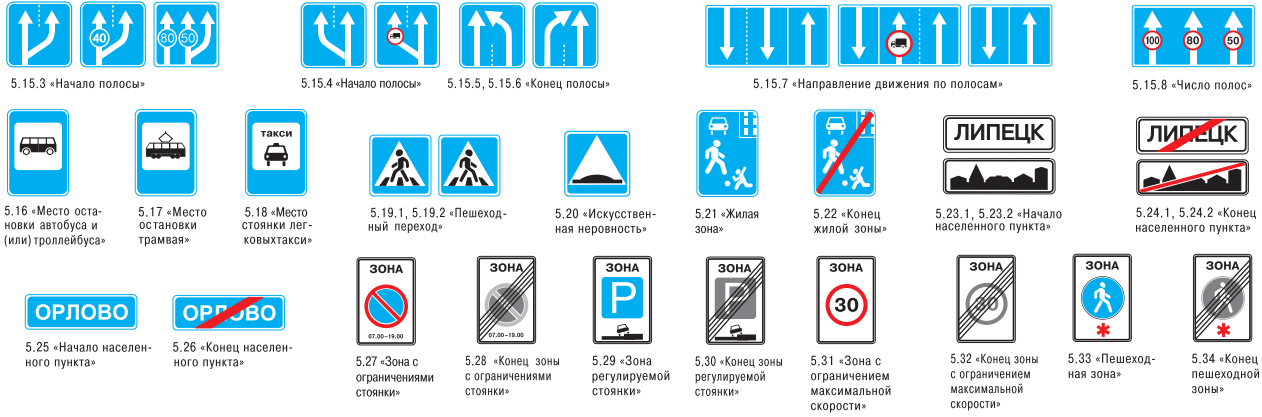 40
80 50
100 80 50
5.15.3 «Начало полосы»
5.15.4 «Начало полосы»
5.15.5, 5.15.6 «Конец полосы»
5.15.7 «Направление движения по полосам»
5.15.8 «Число полос»
такси
ЛИПЕЦК
ЛИПЕЦК
5.16 «Место оста-
новки автобуса и
(или) троллейбуса»
5.17 «Место
остановки
трамвая»
5.18 «Место
стоянки лег-
ковыхтакси»
5.19.1, 5.19.2 «Пешеход-
ный переход»
5.20 «Искусствен-
ная неровность»
5.21 «Жилая
зона»
5.22 «Конец
жилой зоны»
5.23.1, 5.23.2 «Начало
населенного пункта»
5.24.1, 5.24.2 «Конец
населенного пункта»
ОРЛОВО
5.25 «Начало населен-
ного пункта»
ОРЛОВО
5.26 «Конец населен-
ного пункта»
ЗОНА
07.00–19.00
5.27 «Зона с
ограничениями
стоянки»
ЗОНА
07.00–19.00
5.28 «Конец зоны
с ограничениями
стоянки»
ЗОНА
P
5.29 «Зона
регулируемой
стоянки»
ЗОНА
P
5.30 «Конец зоны
регулируемой
стоянки»
ЗОНА
30
5.31 «Зона с
ограничением
максимальной
скорости»
ЗОНА
30
5.32 «Конец зоны
с ограничением
максимальной
скорости»
ЗОНА
*
5.33 «Пешеход-
ная зона»
ЗОНА
*
5.34 «Конец
пешеходной
зоны»